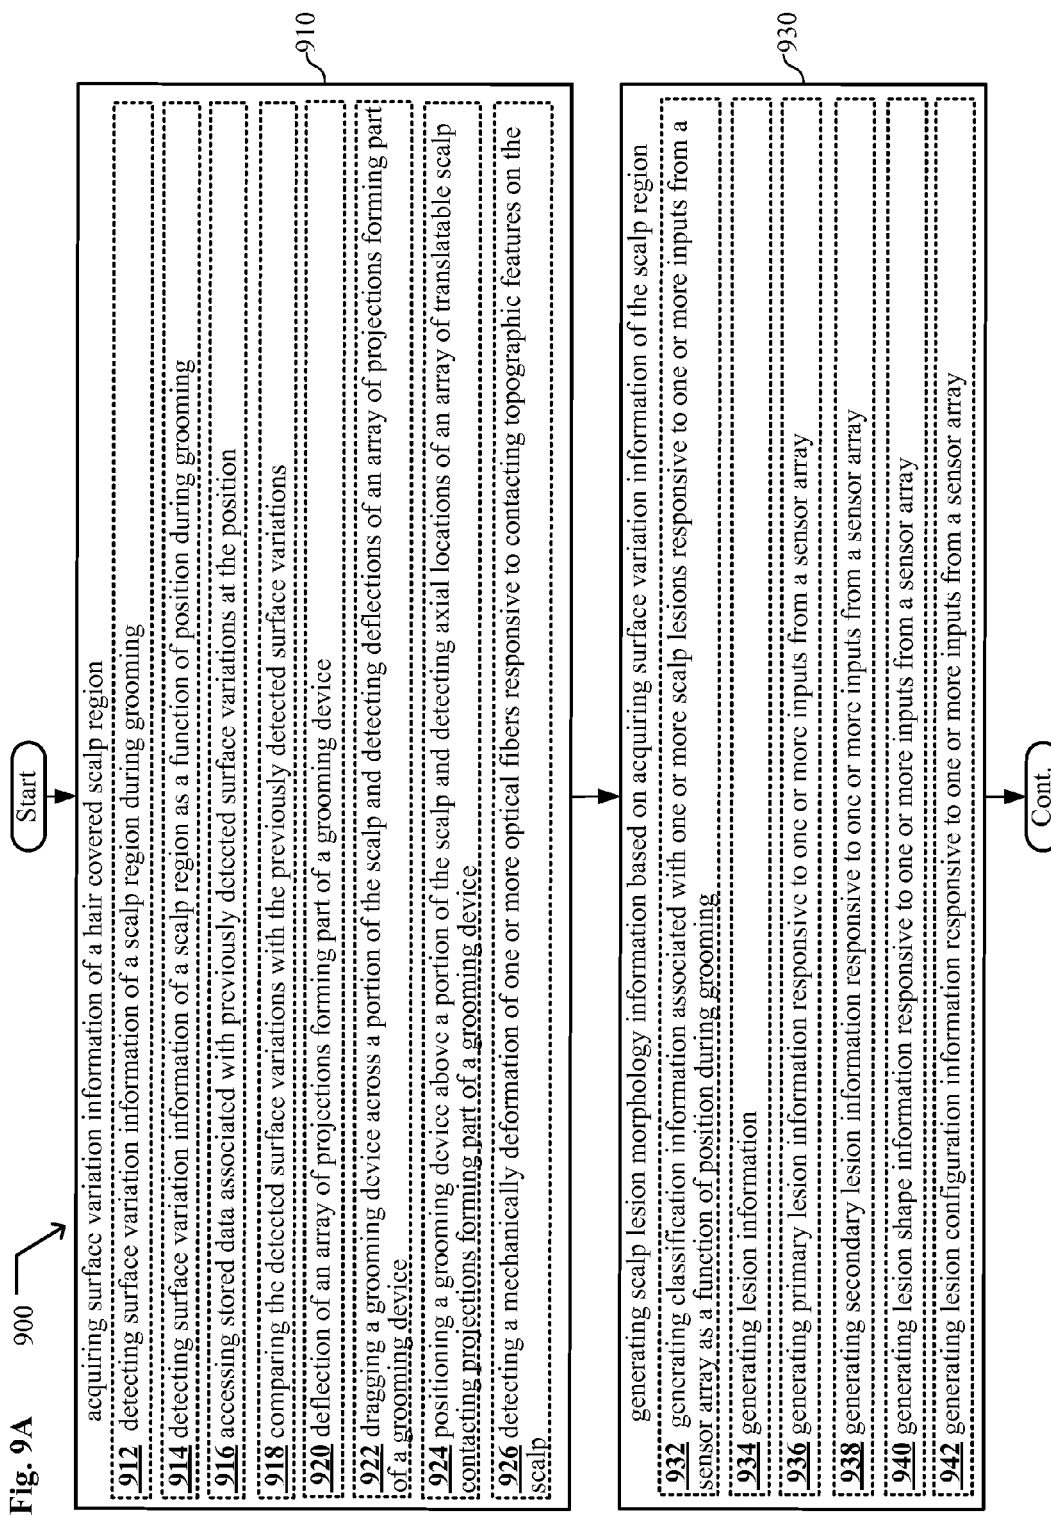 Fig. 9A
900
Start
acquiring surface variation information of a hair covered scalp region
912 detecting surface variation information of a scalp region during grooming
914 detecting surface variation information of a scalp region as a function of position during grooming
916 accessing stored data associated with previously detected surface variations at the position
918 comparing the detected surface variations with the previously detected surface variations
920 deflection of an array of projections forming part of a grooming device
922 dragging a grooming device across a portion of the scalp and detecting deflections of an array of projections forming part
of a grooming device
924 positioning a grooming device above a portion of the scalp and detecting axial locations of an array of translatable scalp
contacting projections forming part of a grooming device
926 detecting a mechanically deformation of one or more optical fibers responsive to contacting topographic features on the
scalp
910
generating scalp lesion morphology information based on acquiring surface variation information of the scalp region
932 generating classification information associated with one or more scalp lesions responsive to one or more inputs from a
sensor array as a function of position during grooming
934 generating lesion information
936 generating primary lesion information responsive to one or more inputs from a sensor array
938 generating secondary lesion information responsive to one or more inputs from a sensor array
940 generating lesion shape information responsive to one or more inputs from a sensor array
942 generating lesion configuration information responsive to one or more inputs from a sensor array
930
Cont.